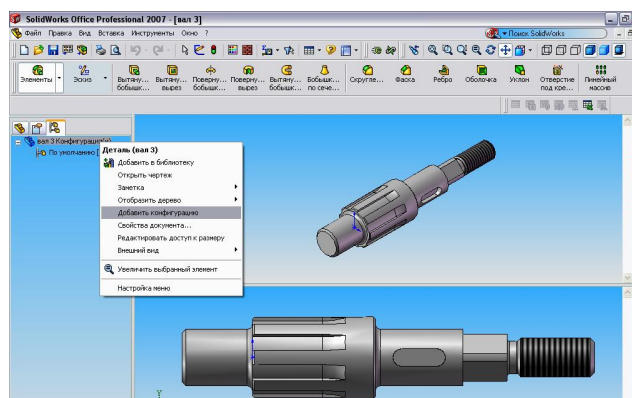 SolidWorks Office Professional 2007 - [вал 3]
Файл Правка Вид Вставка Инструменты Окно ?
Поиск SolidWorks
Элементы Эскиз Вытяну... Вытяну... Поверну... Поверну... Вытяну... Бобышк... Скругле... Фаска Ребро Оболочка Уклон Отверстие Линейный
бобышк... вырез бобышк... вырез бобышк... по сече... под кре... массив
вал 3 Конфигурация(и)
По умолчанию [
Деталь (вал 3)
Добавить в библиотеку
Открыть чертеж
Заметка
Отобразить дерево
Добавить конфигурацию
Свойства документа...
Редактировать доступ к размеру
Внешний вид
Увеличить выбранный элемент
Настройка меню
Y